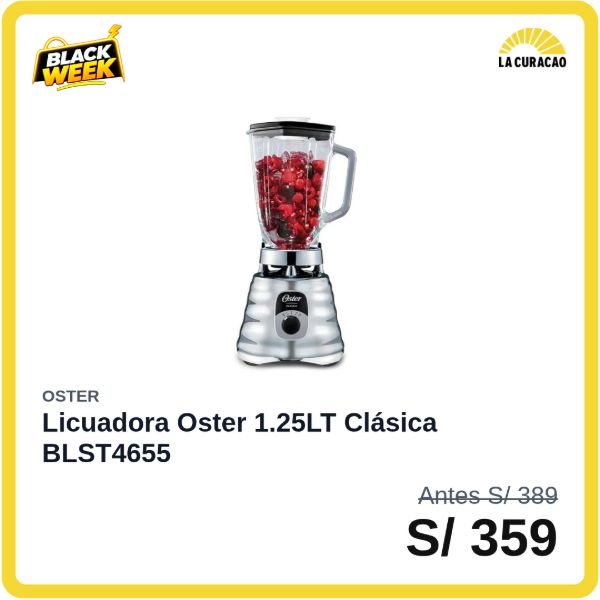 BLACK
WEEK
LA CURACAO
Oster
OSTER
Licuadora Oster 1.25LT Clásica
BLST4655
Antes S/ 389
S/ 359